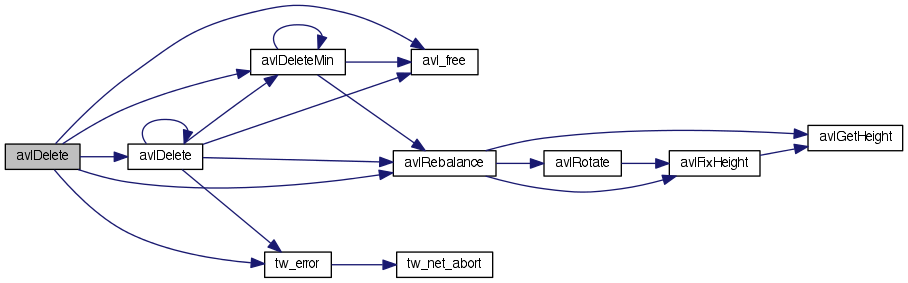 avlDelete
avlDelete
avlDeleteMin
avl_free
avlRebalance
avlRotate
avlFixHeight
avlGetHeight
tw_error
tw_net_abort